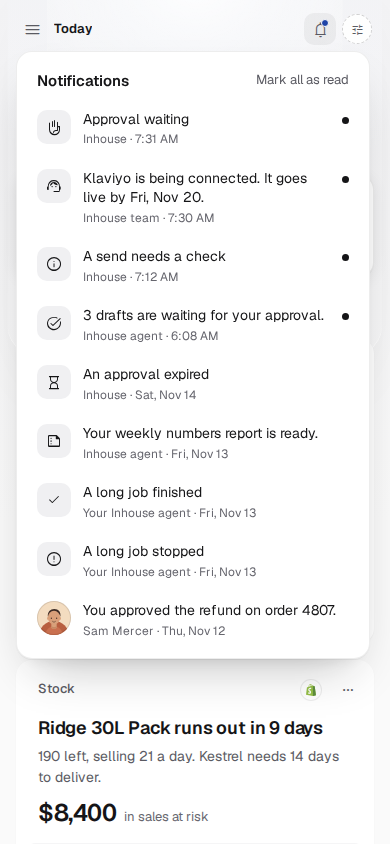 Today
Notifications
Mark all as read
Approval waiting
Inhouse · 7:31 AM
Klaviyo is being connected. It goes
live by Fri, Nov 20.
Inhouse team · 7:30 AM
A send needs a check
Inhouse · 7:12 AM
3 drafts are waiting for your approval.
Inhouse agent · 6:08 AM
An approval expired
Inhouse · Sat, Nov 14
Your weekly numbers report is ready.
Inhouse agent · Fri, Nov 13
A long job finished
Your Inhouse agent · Fri, Nov 13
A long job stopped
Your Inhouse agent · Fri, Nov 13
You approved the refund on order 4807.
Sam Mercer · Thu, Nov 12
Stock
Ridge 30L Pack runs out in 9 days
190 left, selling 21 a day. Kestrel needs 14 days
to deliver.
$8,400 in sales at risk